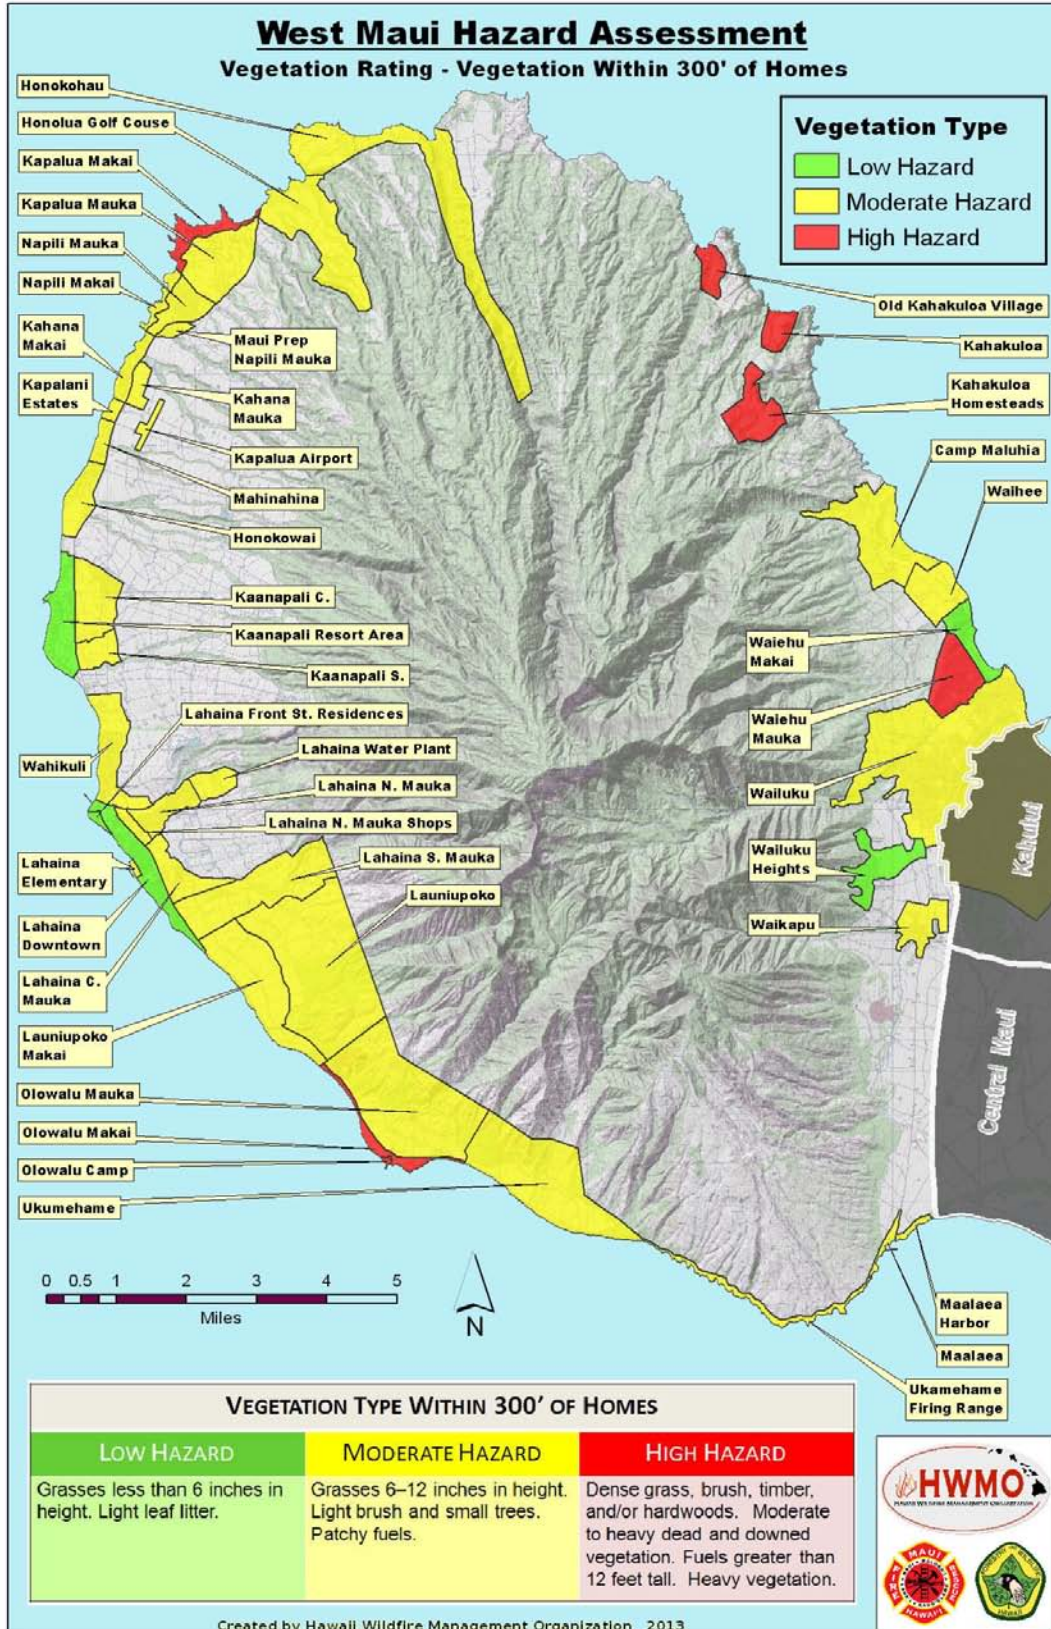 West Maui Hazard Assessment
Vegetation Rating - Vegetation Within 300' of Homes
Vegetation Type
Low Hazard
Moderate Hazard
High Hazard
Honokohau
Honolua Golf Couse
Kapalua Makai
Kapalua Mauka
Napili Mauka
Napili Makai
Kahana
Makai
Kapalani
Estates
Maui Prep
Napili Mauka
Kahana
Mauka
Kapalua Airport
Mahinahina
Honokowai
Kaanapali C.
Kaanapali Resort Area
Kaanapali S.
Lahaina Front St. Residences
Lahaina Water Plant
Wahikuli
Lahaina N. Mauka
Lahaina N. Mauka Shops
Lahaina S. Mauka
Launiupoko
Lahaina
Elementary
Lahaina
Downtown
Lahaina C.
Mauka
Launiupoko
Makai
Olowalu Mauka
Olowalu Makai
Olowalu Camp
Ukumehame
Old Kahakuloa Village
Kahakuloa
Kahakuloa
Homesteads
Camp Maluhia
Waihee
Waiehu
Makai
Waiehu
Mauka
Wailuku
Wailuku
Heights
Waikapu
Kahului
Central Maui
Maalaea
Harbor
Maalaea
Ukamehame
Firing Range
0 0.5 1 2 3 4 5
Miles
N
VEGETATION TYPE WITHIN 300' OF HOMES
LOW HAZARD
Grasses less than 6 inches in
height. Light leaf litter.
MODERATE HAZARD
Grasses 6–12 inches in height.
Light brush and small trees.
Patchy fuels.
HIGH HAZARD
Dense grass, brush, timber,
and/or hardwoods. Moderate
to heavy dead and downed
vegetation. Fuels greater than
12 feet tall. Heavy vegetation.
HWMO
HAWAII WILDFIRE MANAGEMENT ORGANIZATION
MAUI
FIRE
HAWAII
Created by Hawaii Wildfire Management Organization 2013